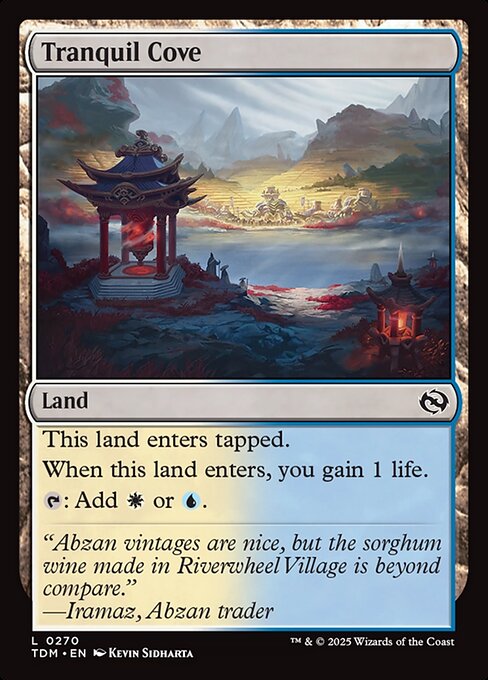 Tranquil Cove
Land
This land enters tapped.
When this land enters, you gain 1 life.
: Add or .
“Abzan vintages are nice, but the sorghum
wine made in Riverwheel Village is beyond
compare.”
—Iramaz, Abzan trader
L 0270
™ & © 2025 Wizards of the Coast
TDM • EN Kevin Sidharta